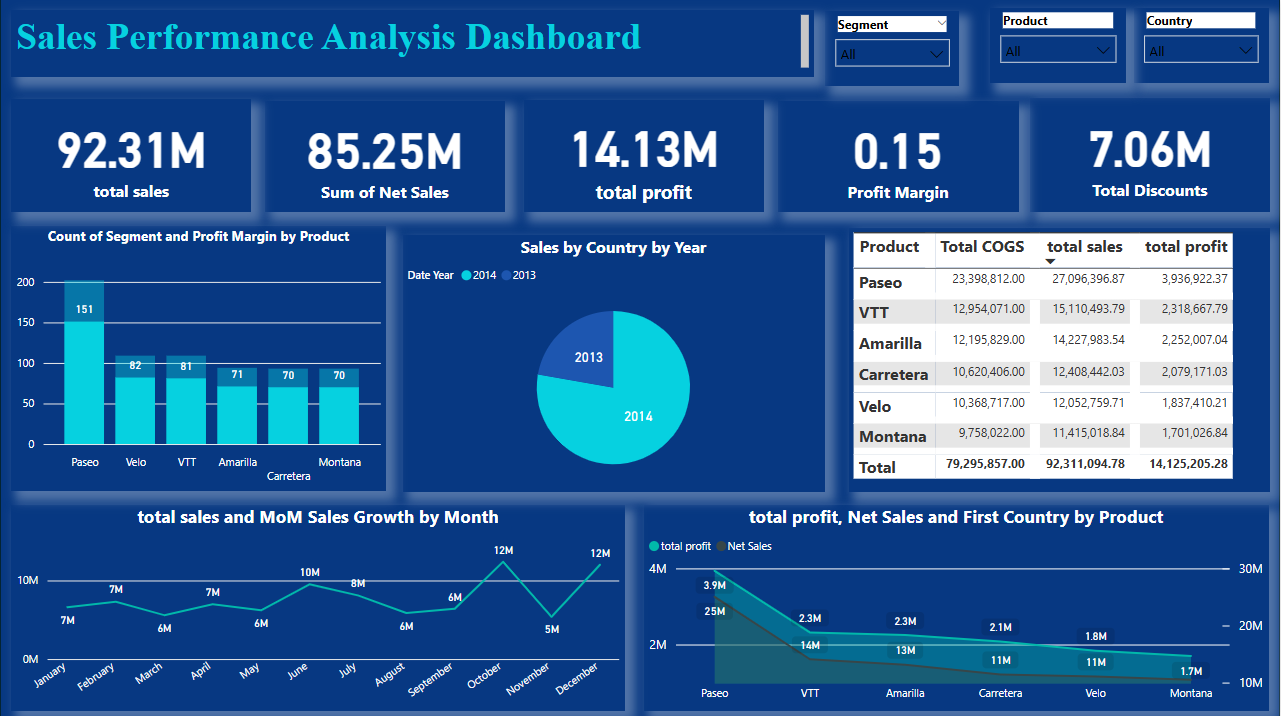 Sales Performance Analysis Dashboard
Segment
All
Product
All
Country
All
92.31M
total sales
85.25M
Sum of Net Sales
14.13M
total profit
0.15
Profit Margin
7.06M
Total Discounts
Count of Segment and Profit Margin by Product
200
150
100
50
0
151
82
81
71
70
70
Paseo
Velo
VTT
Amarilla
Carretera
Montana
Sales by Country by Year
Date Year 2014 2013
2013
2014
Product Total COGS total sales total profit
Paseo 23,398,812.00 27,096,396.87 3,936,922.37
VTT 12,954,071.00 15,110,493.79 2,318,667.79
Amarilla 12,195,829.00 14,227,983.54 2,252,007.04
Carretera 10,620,406.00 12,408,442.03 2,079,171.03
Velo 10,368,717.00 12,052,759.71 1,837,410.21
Montana 9,758,022.00 11,415,018.84 1,701,026.84
Total 79,295,857.00 92,311,094.78 14,125,205.28
total sales and MoM Sales Growth by Month
10M
0M
7M
7M
6M
7M
6M
10M
8M
6M
6M
12M
5M
12M
January
February
March
April
May
June
July
August
September
October
November
December
total profit, Net Sales and First Country by Product
total profit Net Sales
4M
2M
30M
20M
10M
3.9M
25M
2.3M
14M
2.3M
13M
2.1M
11M
1.8M
11M
1.7M
Paseo
VTT
Amarilla
Carretera
Velo
Montana